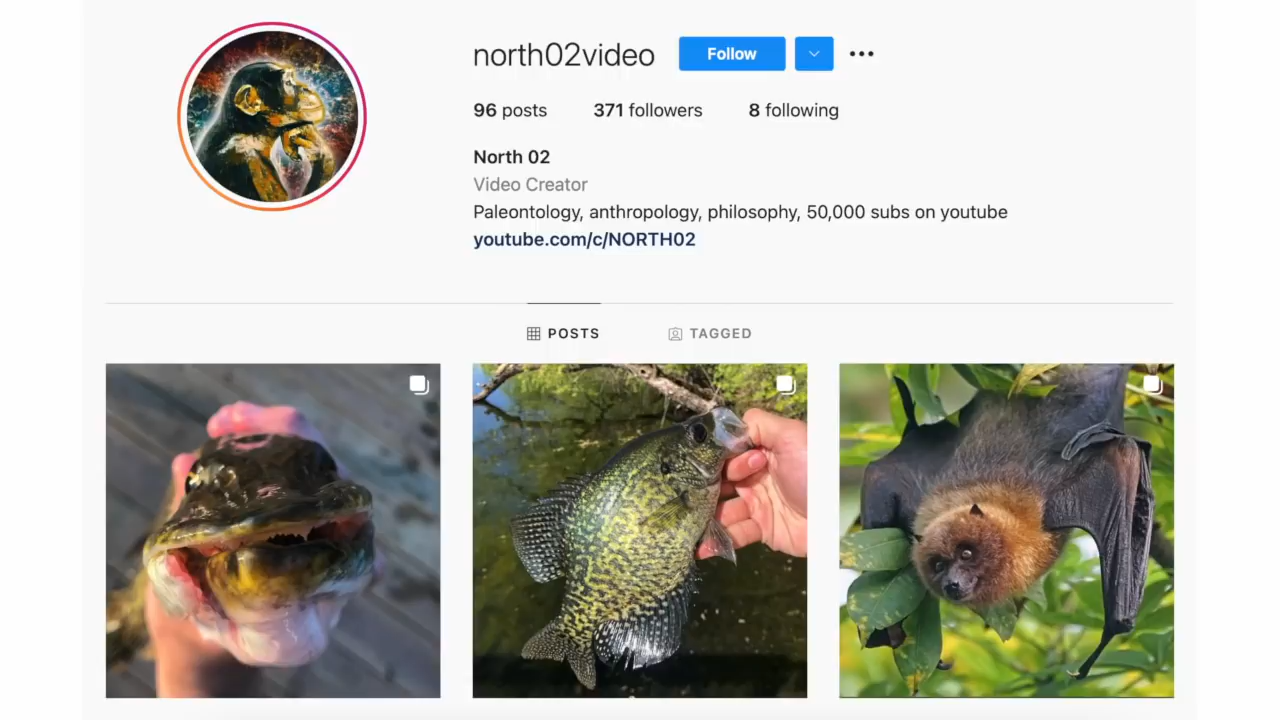 north02video Follow
96 posts 371 followers 8 following
North 02
Video Creator
Paleontology, anthropology, philosophy, 50,000 subs on youtube
youtube.com/c/NORTH02
POSTS TAGGED